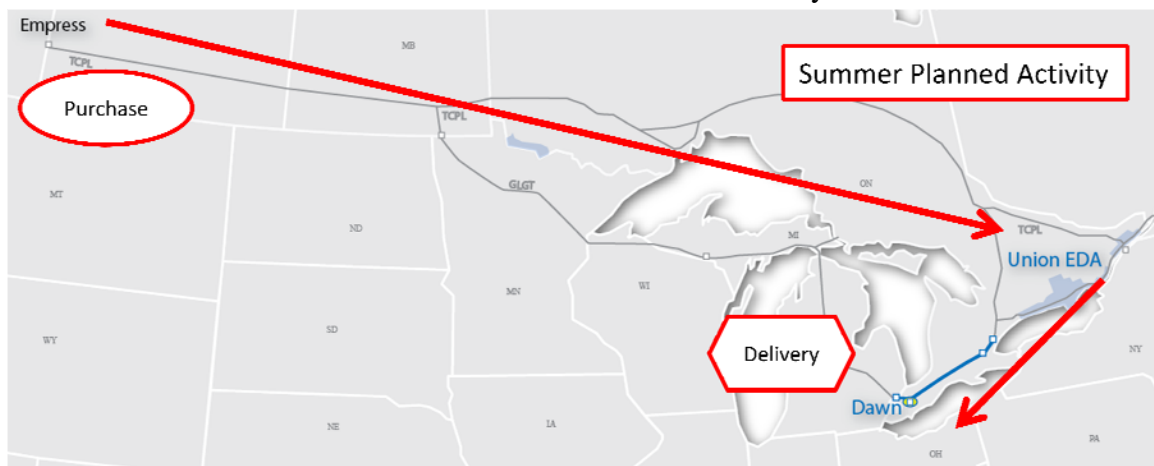 Empress
MB
TCPL
Summer Planned Activity
Purchase
TCPL
MT
GLGT
ON
ND
MI
TCPL
Union EDA
MN
WI
SD
WY
Delivery
NY
Dawn
NE
IA
PA
OH